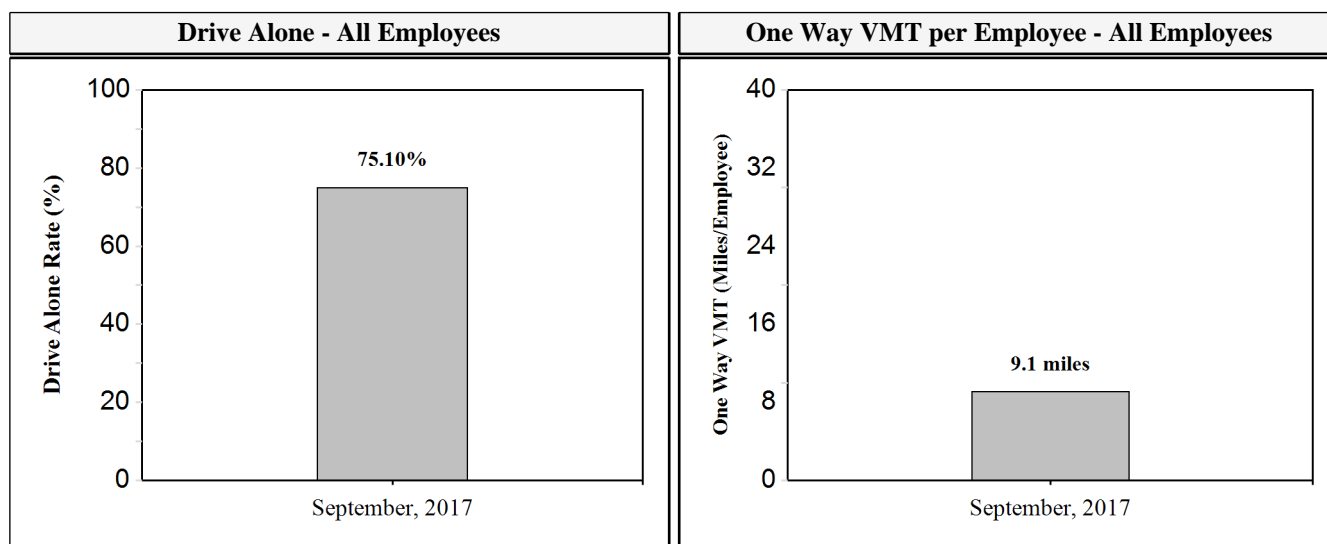 Drive Alone - All Employees
Drive Alone Rate (%)
100
80
60
40
20
0
75.10%
September, 2017
One Way VMT per Employee - All Employees
One Way VMT (Miles/Employee)
40
32
24
16
8
0
9.1 miles
September, 2017